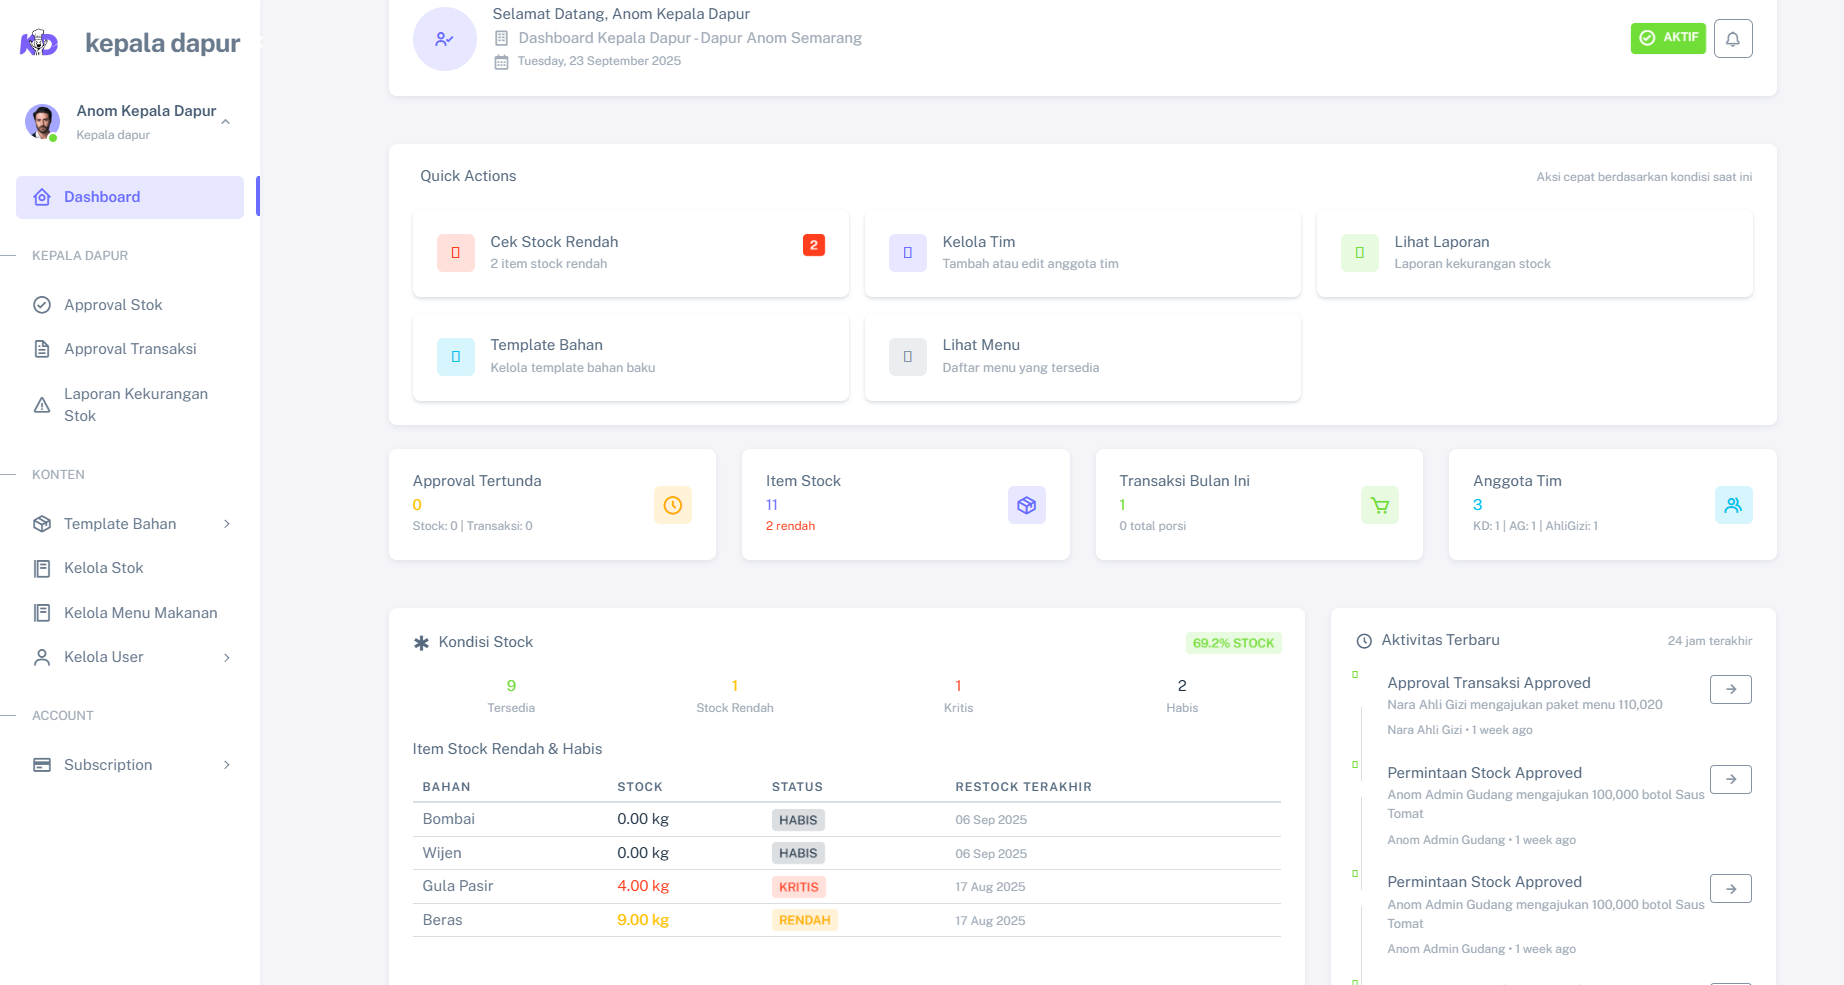 kepala dapur
Anom Kepala Dapur
Kepala dapur
Dashboard
KEPALA DAPUR
Approval Stok
Approval Transaksi
Laporan Kekurangan
Stok
KONTEN
Template Bahan
Kelola Stok
Kelola Menu Makanan
Kelola User
ACCOUNT
Subscription
Selamat Datang, Anom Kepala Dapur
Dashboard Kepala Dapur - Dapur Anom Semarang
Tuesday, 23 September 2025
AKTIF
Quick Actions
Aksi cepat berdasarkan kondisi saat ini
Cek Stock Rendah
2 item stock rendah
2
Kelola Tim
Tambah atau edit anggota tim
Lihat Laporan
Laporan kekurangan stock
Template Bahan
Kelola template bahan baku
Lihat Menu
Daftar menu yang tersedia
Approval Tertunda
0
Stock: 0 | Transaksi: 0
Item Stock
11
2 rendah
Transaksi Bulan Ini
1
0 total porsi
Anggota Tim
3
KD: 1 | AG: 1 | AhliGizi: 1
Kondisi Stock
69.2% STOCK
9 1 1 2
Tersedia Stock Rendah Kritis Habis
Item Stock Rendah & Habis
BAHAN STOCK STATUS RESTOCK TERAKHIR
Bombai 0.00 kg HABIS 06 Sep 2025
Wijen 0.00 kg HABIS 06 Sep 2025
Gula Pasir 4.00 kg KRITIS 17 Aug 2025
Beras 9.00 kg RENDAH 17 Aug 2025
Aktivitas Terbaru
24 jam terakhir
Approval Transaksi Approved
Nara Ahli Gizi mengajukan paket menu 110,020
Nara Ahli Gizi • 1 week ago
Permintaan Stock Approved
Anom Admin Gudang mengajukan 100,000 botol Saus
Tomat
Anom Admin Gudang • 1 week ago
Permintaan Stock Approved
Anom Admin Gudang mengajukan 100,000 botol Saus
Tomat
Anom Admin Gudang • 1 week ago